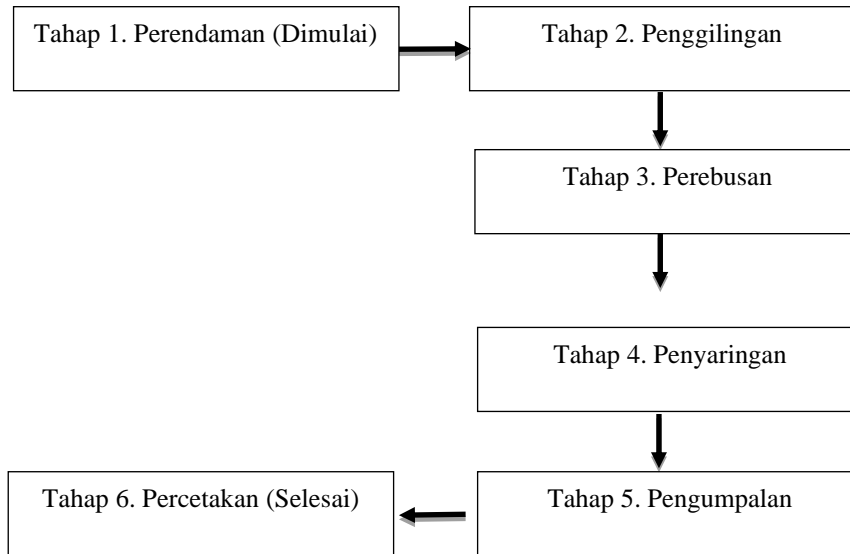 Tahap 1. Perendaman (Dimulai)
Tahap 2. Penggilingan
Tahap 3. Perebusan
Tahap 4. Penyaringan
Tahap 5. Pengumpalan
Tahap 6. Percetakan (Selesai)